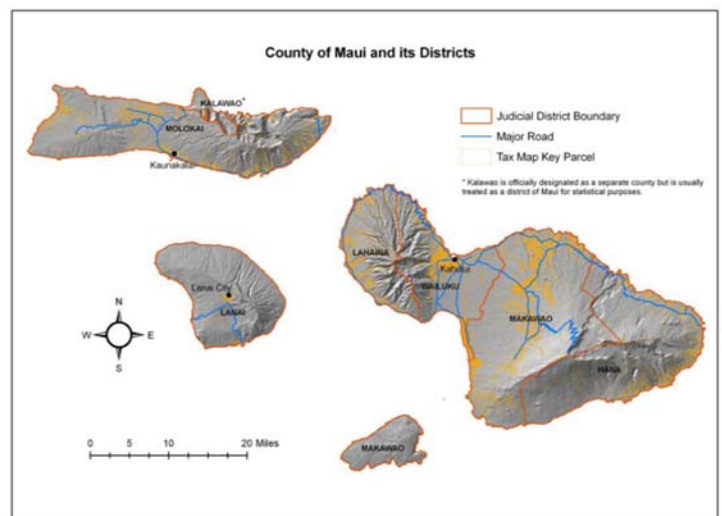 County of Maui and its Districts
KALAWAO*
MOLOKAI
Kaunakakai
Judicial District Boundary
Major Road
Tax Map Key Parcel
* Kalawao is officially designated as a separate county but is usually
treated as a district of Maui for statistical purposes.
LAHAINA
Kahului
WAILUKU
MAKAWAO
HANA
Lanai City
LANAI
N
W
E
S
MAKAWAO
0 5 10 20 Miles